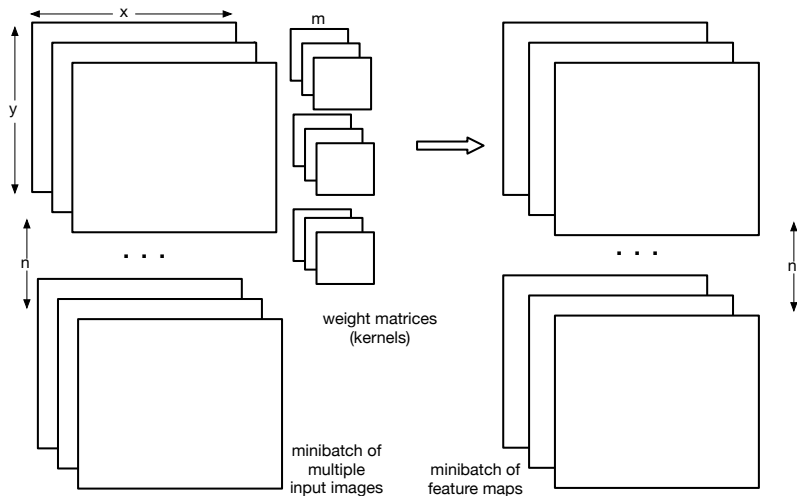 x
m
y
n
. . .
. . .
n
weight matrices
(kernels)
minibatch of
multiple
input images
minibatch of
feature maps